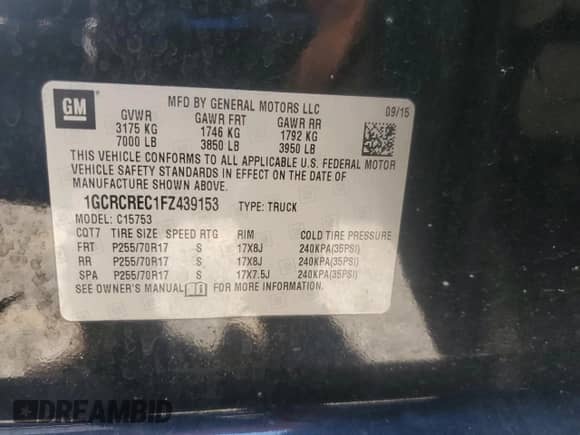 GM
MFD BY GENERAL MOTORS LLC 09/15
GVWR GAWR FRT GAWR RR
3175 KG 1746 KG 1792 KG
7000 LB 3850 LB 3950 LB
THIS VEHICLE CONFORMS TO ALL APPLICABLE U.S. FEDERAL MOTOR
VEHICLE SAFETY STANDARDS IN EFFECT ON THE DATE OF
MANUFACTURE SHOWN ABOVE.
1GCRCREC1FZ439153 TYPE: TRUCK
MODEL: C15753
CQT7 TIRE SIZE SPEED RTG RIM COLD TIRE PRESSURE
FRT P255/70R17 S 17X8J 240KPA(35PSI)
RR P255/70R17 S 17X8J 240KPA(35PSI)
SPA P255/70R17 S 17X7.5J 240KPA(35PSI)
SEE OWNER'S MANUAL FOR MORE INFORMATION.
DREAMBID